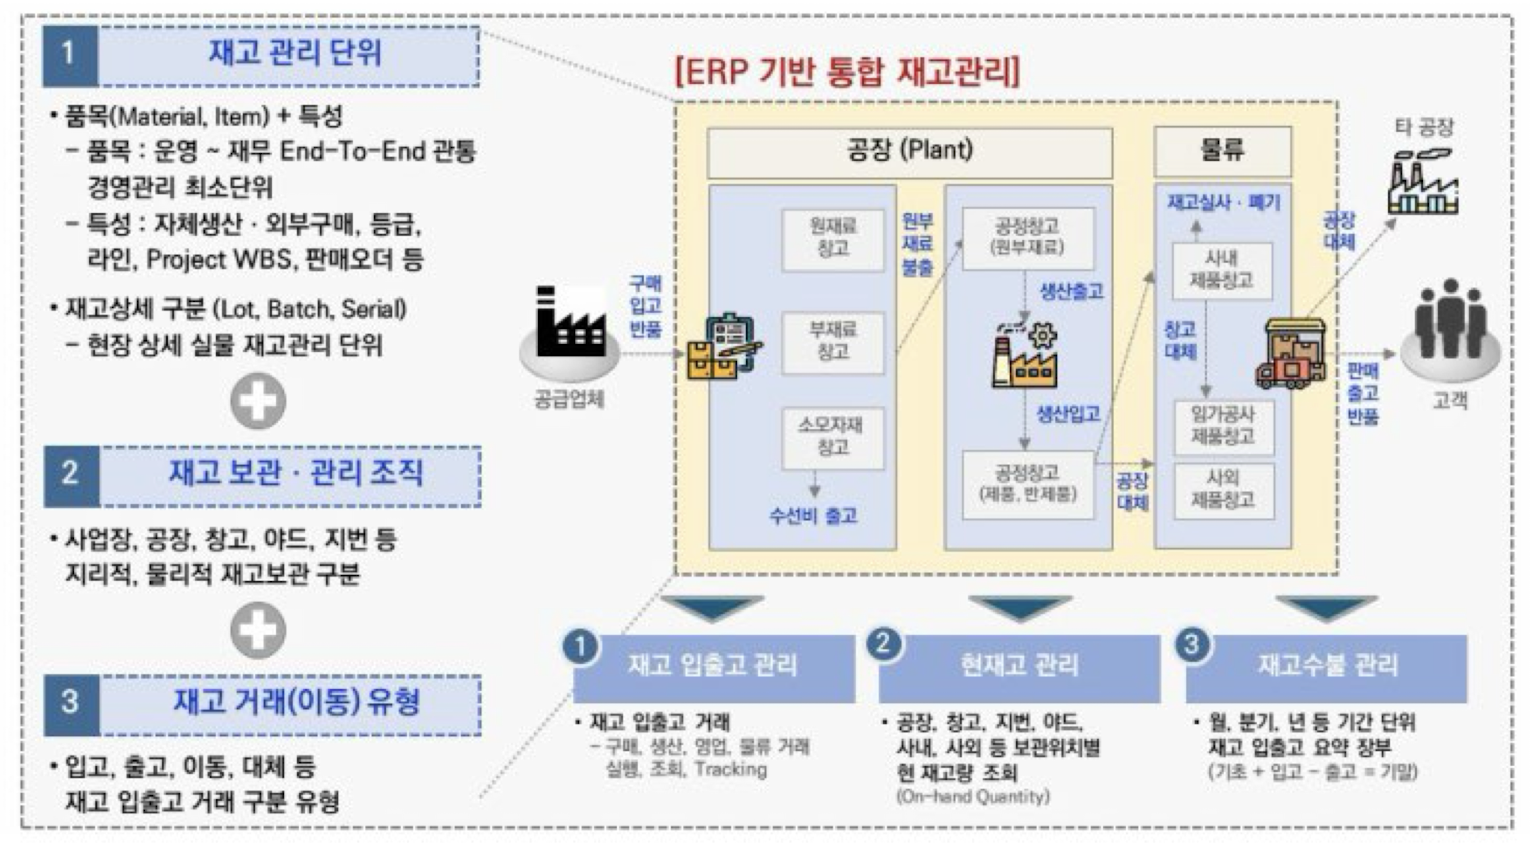 1
재고 관리 단위
• 품목(Material, Item) + 특성
– 품목 : 운영 ~ 재무 End-To-End 관통
경영관리 최소단위
– 특성 : 자체생산 · 외부구매, 등급,
라인, Project WBS, 판매오더 등
• 재고상세 구분 (Lot, Batch, Serial)
– 현장 상세 실물 재고관리 단위
2
재고 보관 · 관리 조직
• 사업장, 공장, 창고, 야드, 지번 등
지리적, 물리적 재고보관 구분
3
재고 거래(이동) 유형
• 입고, 출고, 이동, 대체 등
재고 입출고 거래 구분 유형
[ERP 기반 통합 재고관리]
공급업체
구매
입고
반품
공장 (Plant)
원재료
창고
부재료
창고
소모자재
창고
수선비 출고
원부
재료
불출
공정창고
(원부재료)
생산출고
생산입고
공정창고
(제품, 반제품)
공장
대체
물류
재고실사 · 폐기
사내
제품창고
창고
대체
임가공사
제품창고
사외
제품창고
공장
대체
타 공장
판매
출고
반품
고객
1
재고 입출고 관리
• 재고 입출고 거래
– 구매, 생산, 영업, 물류 거래
실행, 조회, Tracking
2
현재고 관리
• 공장, 창고, 지번, 야드,
사내, 사외 등 보관위치별
현 재고량 조회
(On-hand Quantity)
3
재고수불 관리
• 월, 분기, 년 등 기간 단위
재고 입출고 요약 장부
(기초 + 입고 – 출고 = 기말)